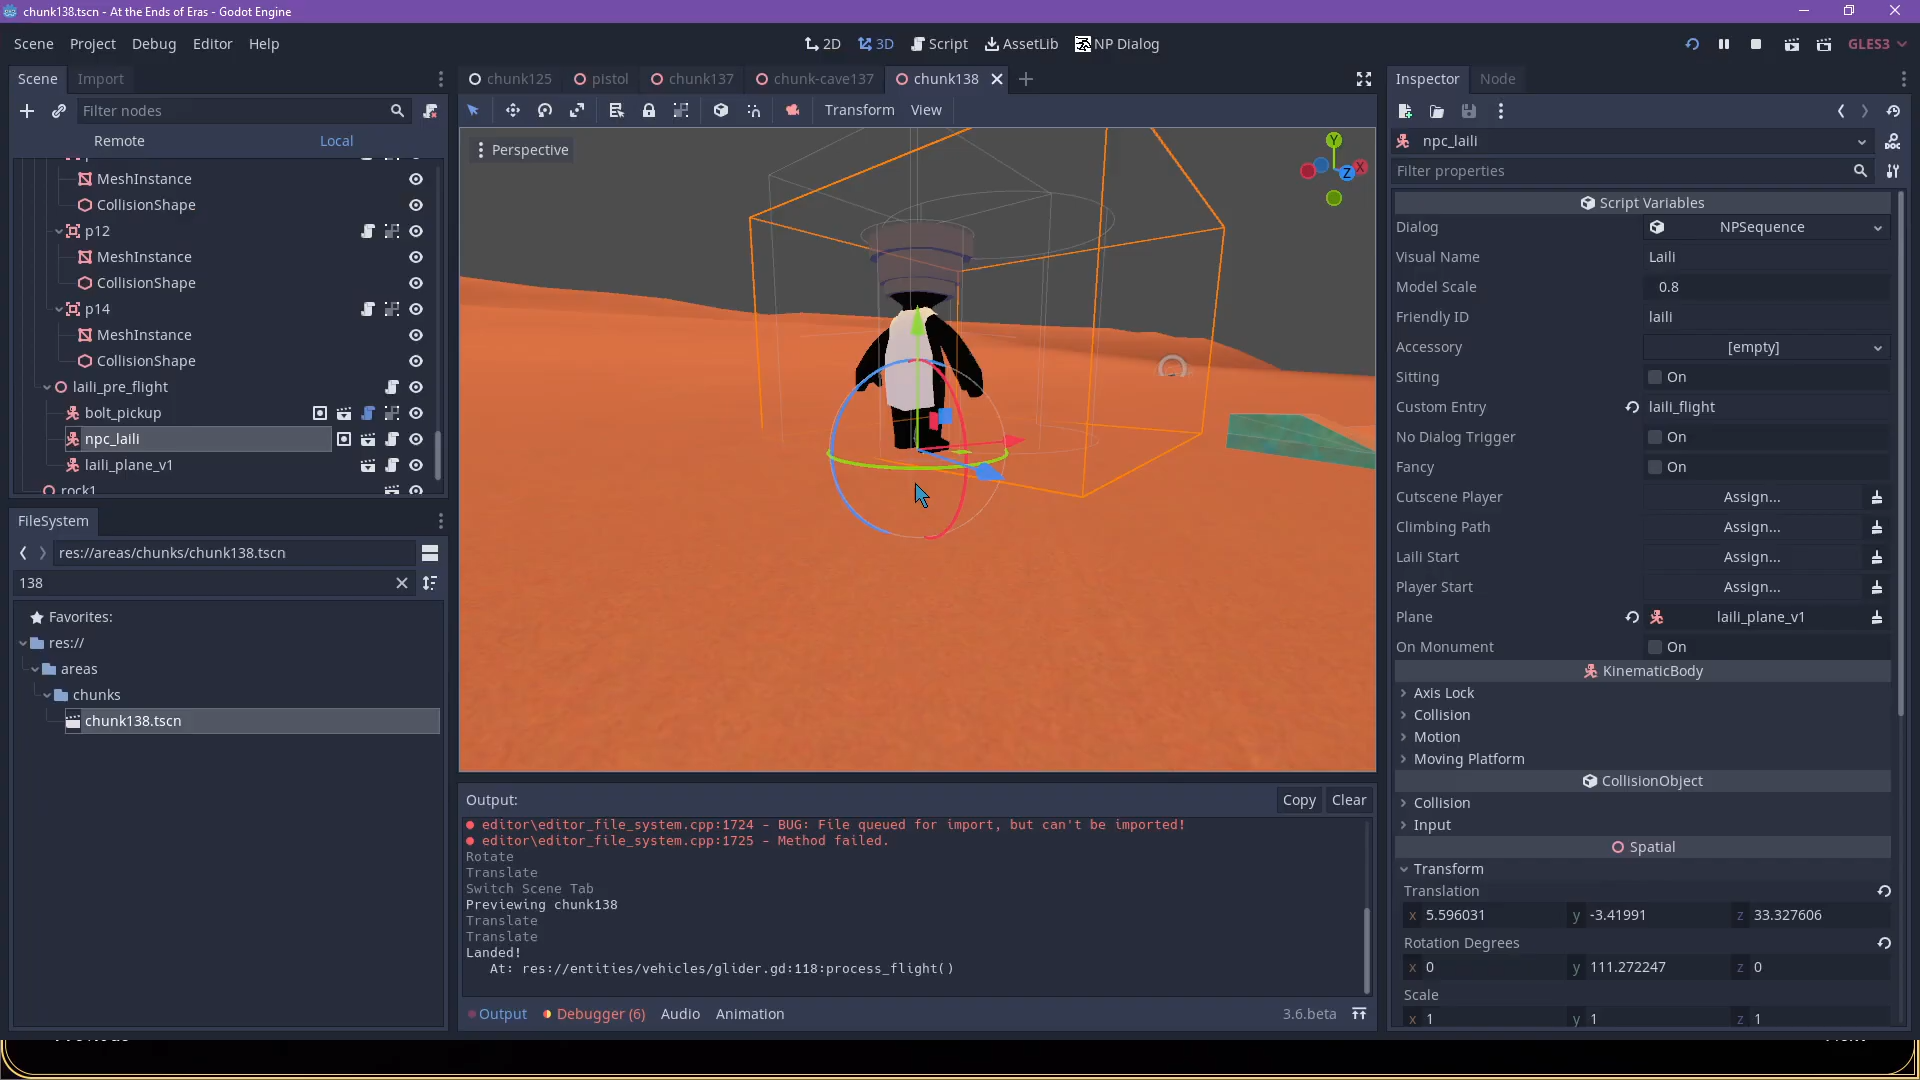 chunk138.tscn - At the Ends of Eras - Godot Engine
Scene Project Debug Editor Help
2D 3D Script AssetLib NP Dialog
GLES3
Scene Import
chunk125 pistol chunk137 chunk-cave137 chunk138
Inspector Node
Filter nodes
Transform View
Remote Local
Perspective
Y
X
Z
npc_laili
Filter properties
MeshInstance
CollisionShape
p12
MeshInstance
CollisionShape
p14
MeshInstance
CollisionShape
laili_pre_flight
bolt_pickup
npc_laili
laili_plane_v1
rock1
FileSystem
res://areas/chunks/chunk138.tscn
138
Favorites:
res://
areas
chunks
chunk138.tscn
Output:
Copy Clear
editor\editor_file_system.cpp:1724 - BUG: File queued for import, but can't be imported!
editor\editor_file_system.cpp:1725 - Method failed.
Rotate
Translate
Switch Scene Tab
Previewing chunk138
Translate
Translate
Landed!
At: res://entities/vehicles/glider.gd:118:process_flight()
Output Debugger (6) Audio Animation 3.6.beta
Script Variables
Dialog NPSequence
Visual Name Laili
Model Scale 0.8
Friendly ID laili
Accessory [empty]
Sitting On
Custom Entry laili_flight
No Dialog Trigger On
Fancy On
Cutscene Player Assign...
Climbing Path Assign...
Laili Start Assign...
Player Start Assign...
Plane laili_plane_v1
On Monument On
KinematicBody
Axis Lock
Collision
Motion
Moving Platform
CollisionObject
Collision
Input
Spatial
Transform
Translation
x 5.596031 y -3.41991 z 33.327606
Rotation Degrees
x 0 y 111.272247 z 0
Scale
x 1 y 1 z 1